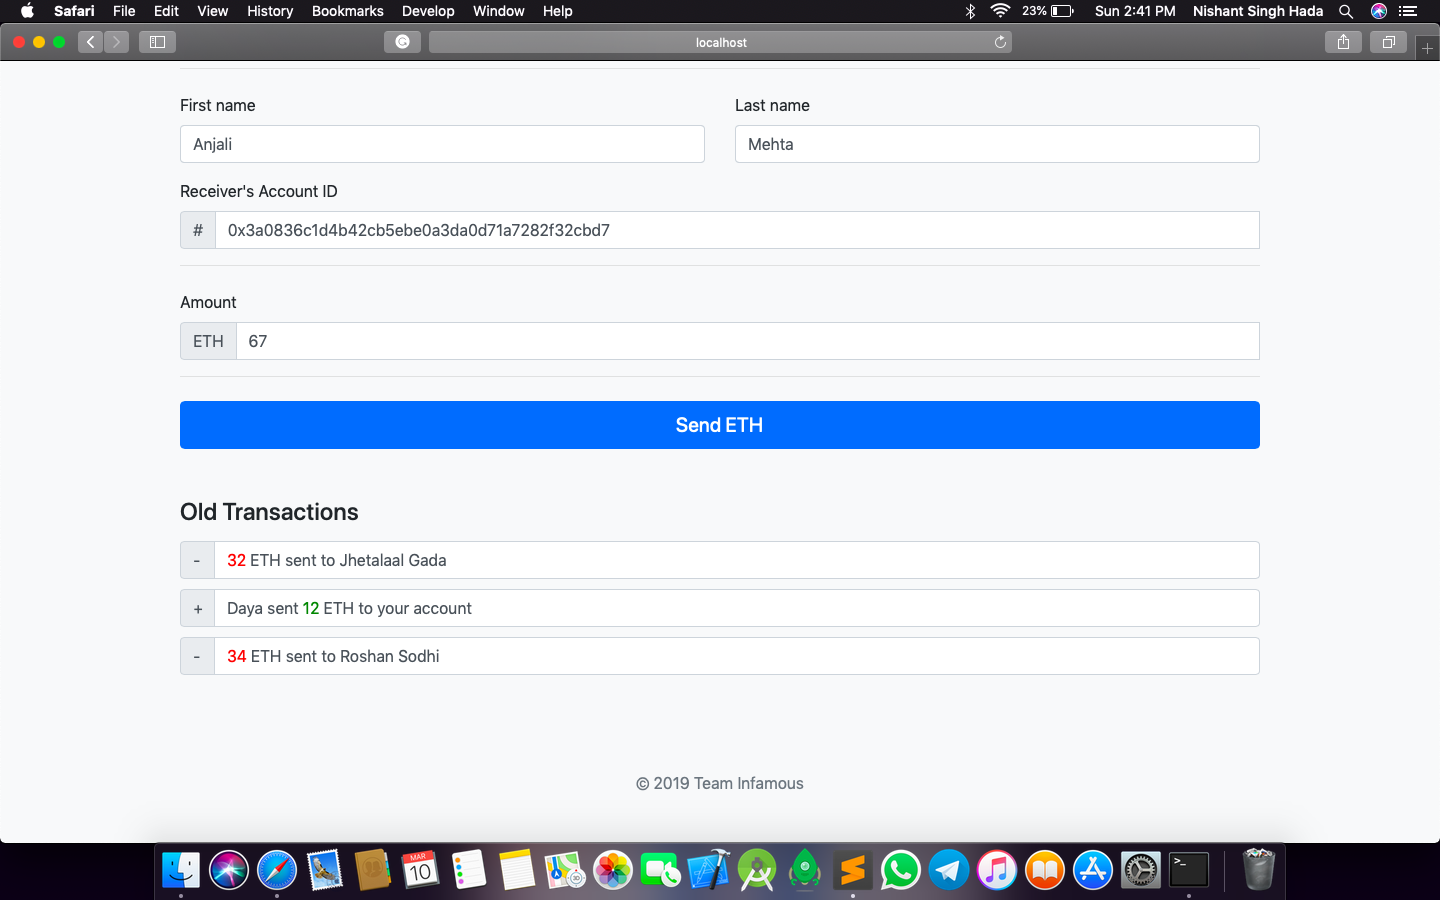 Safari File Edit View History Bookmarks Develop Window Help 23% Sun 2:41 PM Nishant Singh Hada
localhost
First name Last name
Anjali Mehta
Receiver's Account ID
# 0x3a0836c1d4b42cb5ebe0a3da0d71a7282f32cbd7
Amount
ETH 67
Send ETH
Old Transactions
- 32 ETH sent to Jhetalaal Gada
+ Daya sent 12 ETH to your account
- 34 ETH sent to Roshan Sodhi
© 2019 Team Infamous
MAR
10